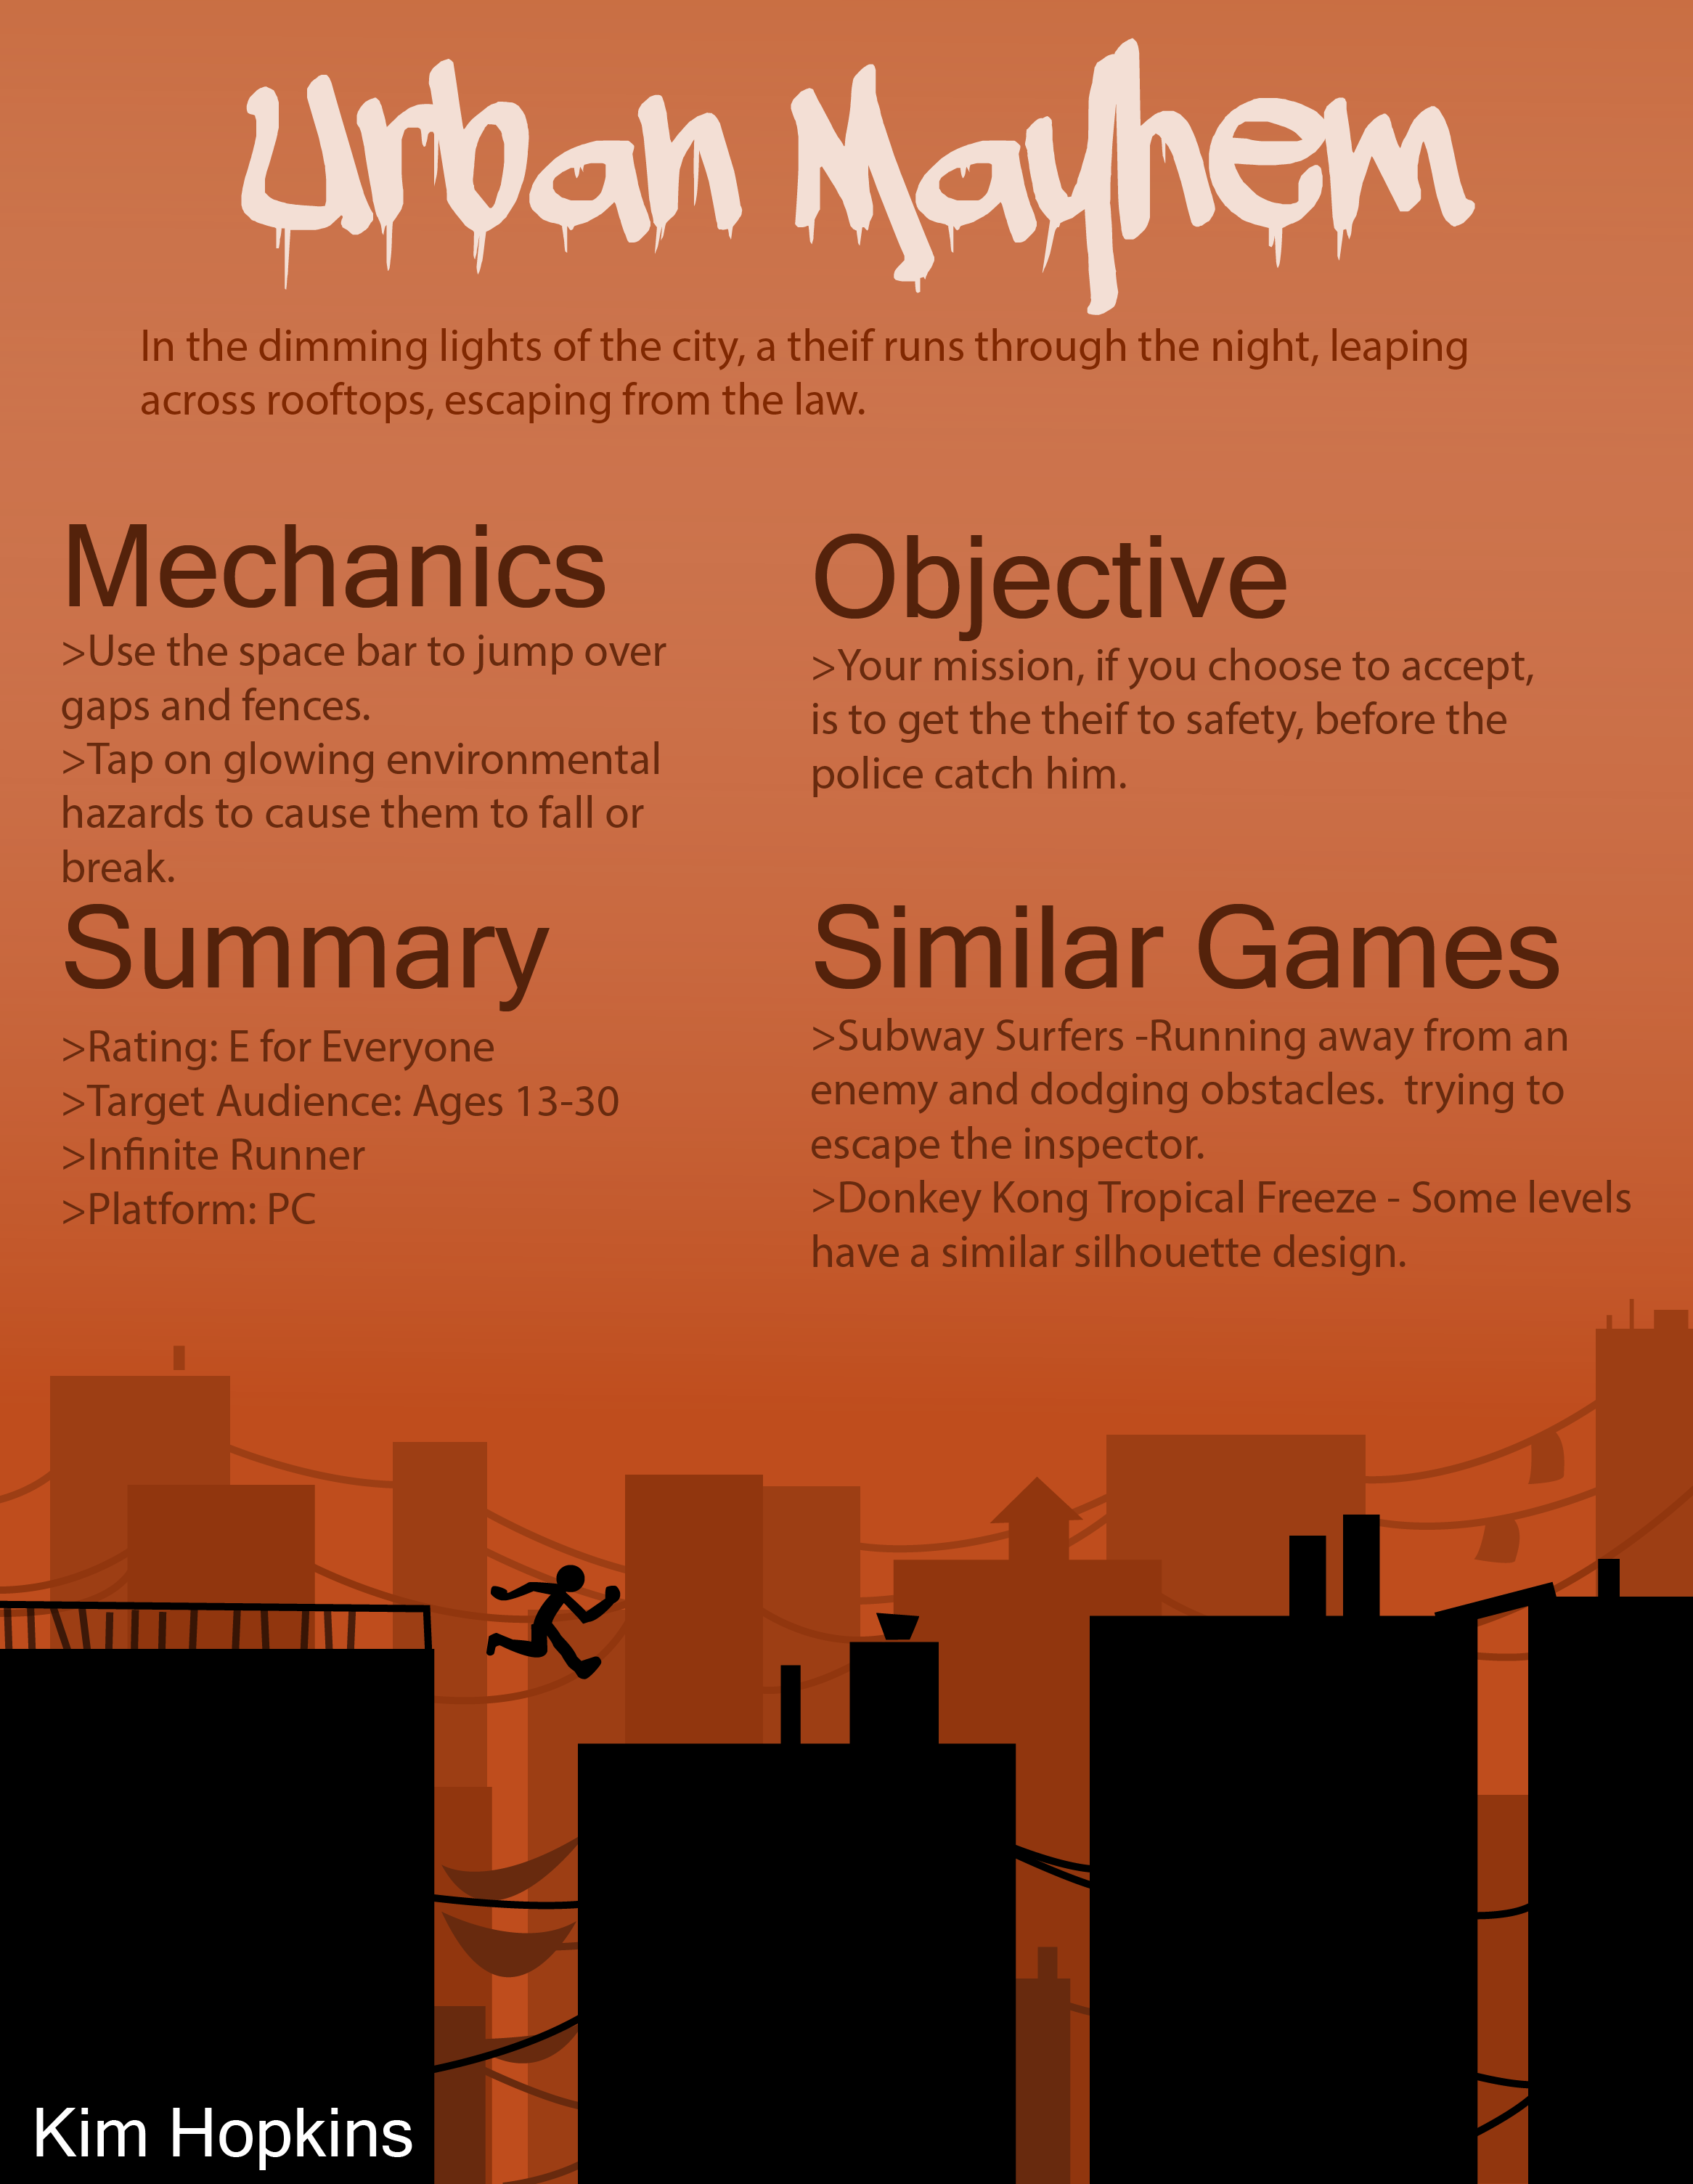 Urban Mayhem
In the dimming lights of the city, a theif runs through the night, leaping
across rooftops, escaping from the law.
Mechanics
>Use the space bar to jump over
gaps and fences.
>Tap on glowing environmental
hazards to cause them to fall or
break.
Objective
>Your mission, if you choose to accept,
is to get the theif to safety, before the
police catch him.
Summary
>Rating: E for Everyone
>Target Audience: Ages 13-30
>Infinite Runner
>Platform: PC
Similar Games
>Subway Surfers -Running away from an
enemy and dodging obstacles.  trying to
escape the inspector.
>Donkey Kong Tropical Freeze - Some levels
have a similar silhouette design.
Kim Hopkins